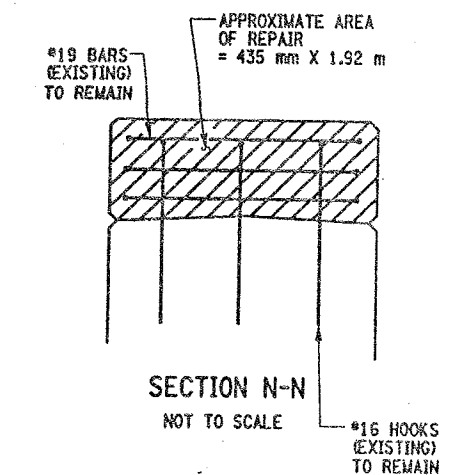 APPROXIMATE AREA
OF REPAIR
= 435 mm X 1.92 m
#19 BARS
(EXISTING)
TO REMAIN
SECTION N-N
NOT TO SCALE
#16 HOOKS
(EXISTING)
TO REMAIN